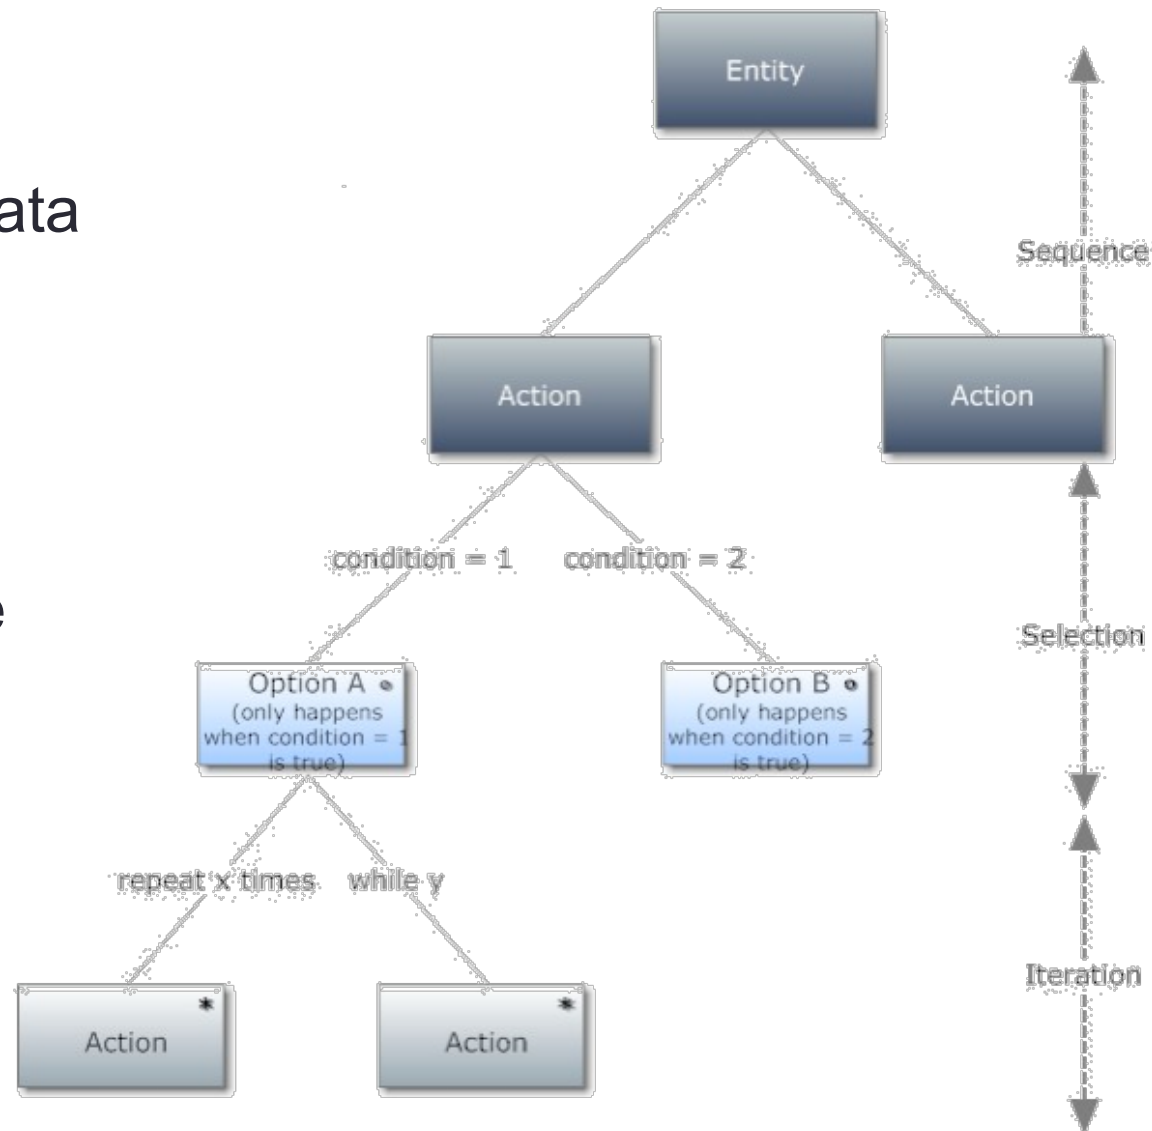 Entity
ata
Sequence
Action
Action
condition = 1
condition = 2
e
Selection
Option A
(only happens
when condition = 1
is true)
Option B
(only happens
when condition = 2
is true)
repeat x times
while y
Iteration
*
Action
*
Action